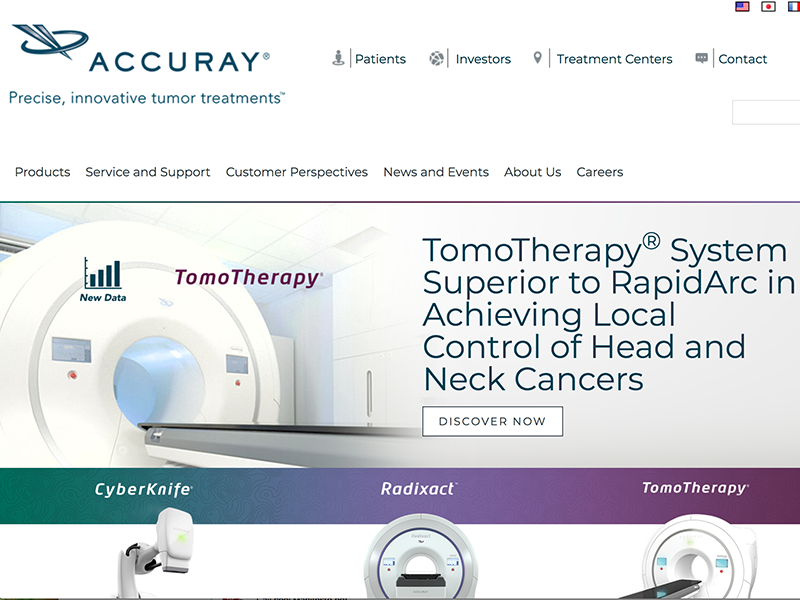 ACCURAY®
Precise, innovative tumor treatments™
Patients
Investors
Treatment Centers
Contact
Products
Service and Support
Customer Perspectives
News and Events
About Us
Careers
New Data
TomoTherapy®
TomoTherapy® System
Superior to RapidArc in
Achieving Local
Control of Head and
Neck Cancers
DISCOVER NOW
CyberKnife®
Radixact™
TomoTherapy®